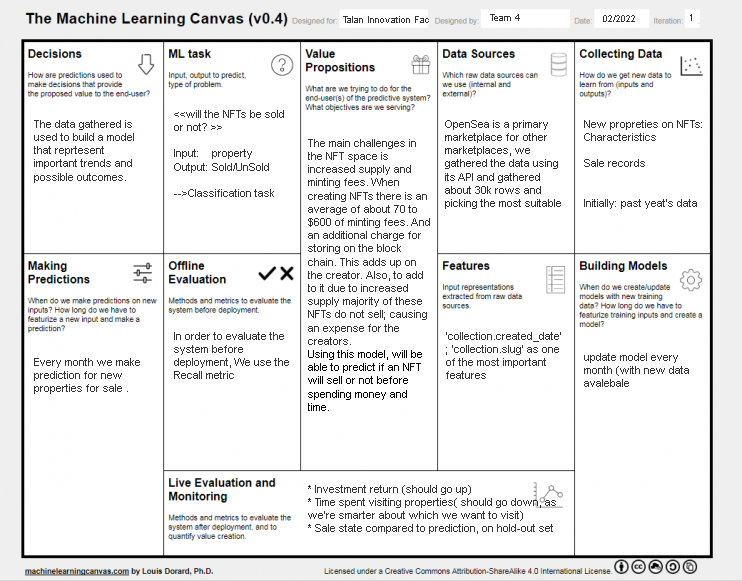 The Machine Learning Canvas (v0.4)
Designed for: Talan Innovation Fac
Designed by: Team 4
Date: 02/2022
Iteration: 1
Decisions
How are predictions used to
make decisions that provide
the proposed value to the end-user?
The data gathered is
used to build a model
that reprtesent
important trends and
possible outcomes.
ML task
Input, output to predict,
type of problem.
<<will the NFTs be sold
or not? >>
Input: property
Output: Sold/UnSold
-->Classification task
Value
Propositions
What are we trying to do for the
end-user(s) of the predictive system?
What objectives are we serving?
The main challenges in
the NFT space is
increased supply and
minting fees. When
creating NFTs there is an
average of about 70 to
$600 of minting fees. And
an additional charge for
storing on the block
chain. This adds up on
the creator. Also, to add
to it due to increased
supply majority of these
NFTs do not sell; causing
an expense for the
creators.
Using this model, will be
able to predict if an NFT
will sell or not before
spending money and
time.
Data Sources
Which raw data sources can
we use (internal and
external)?
OpenSea is a primary
marketplace for other
marketplaces, we
gathered the data using
its API and gathered
about 30k rows and
picking the most suitable
Collecting Data
How do we get new data to
learn from (inputs and
outputs)?
New propreties on NFTs:
Characteristics
Sale records
Initially: past year's data
Making
Predictions
When do we make predictions on new
inputs? How long do we have to
featurize a new input and make a
prediction?
Every month we make
prediction for new
properties for sale .
Offline
Evaluation
Methods and metrics to evaluate the
system before deployment.
In order to evaluate the
system before
deployment, We use the
Recall metric
Features
Input representations
extracted from raw data
sources.
'collection.created_date'
; 'collection.slug' as one
of the most important
features
Building Models
When do we create/update
models with new training
data? How long do we have to
featurize training inputs and create a
model?
update model every
month (with new data
avalebale
Live Evaluation and
Monitoring
Methods and metrics to evaluate the
system after deployment, and to
quantify value creation.
* Investment return (should go up)
* Time spent visiting properties( should go down, as
we're smarter about which we want to visit)
* Sale state compared to prediction, on hold-out set
machinelearningcanvas.com by Louis Dorard, Ph.D.
Licensed under a Creative Commons Attribution-ShareAlike 4.0 International License.